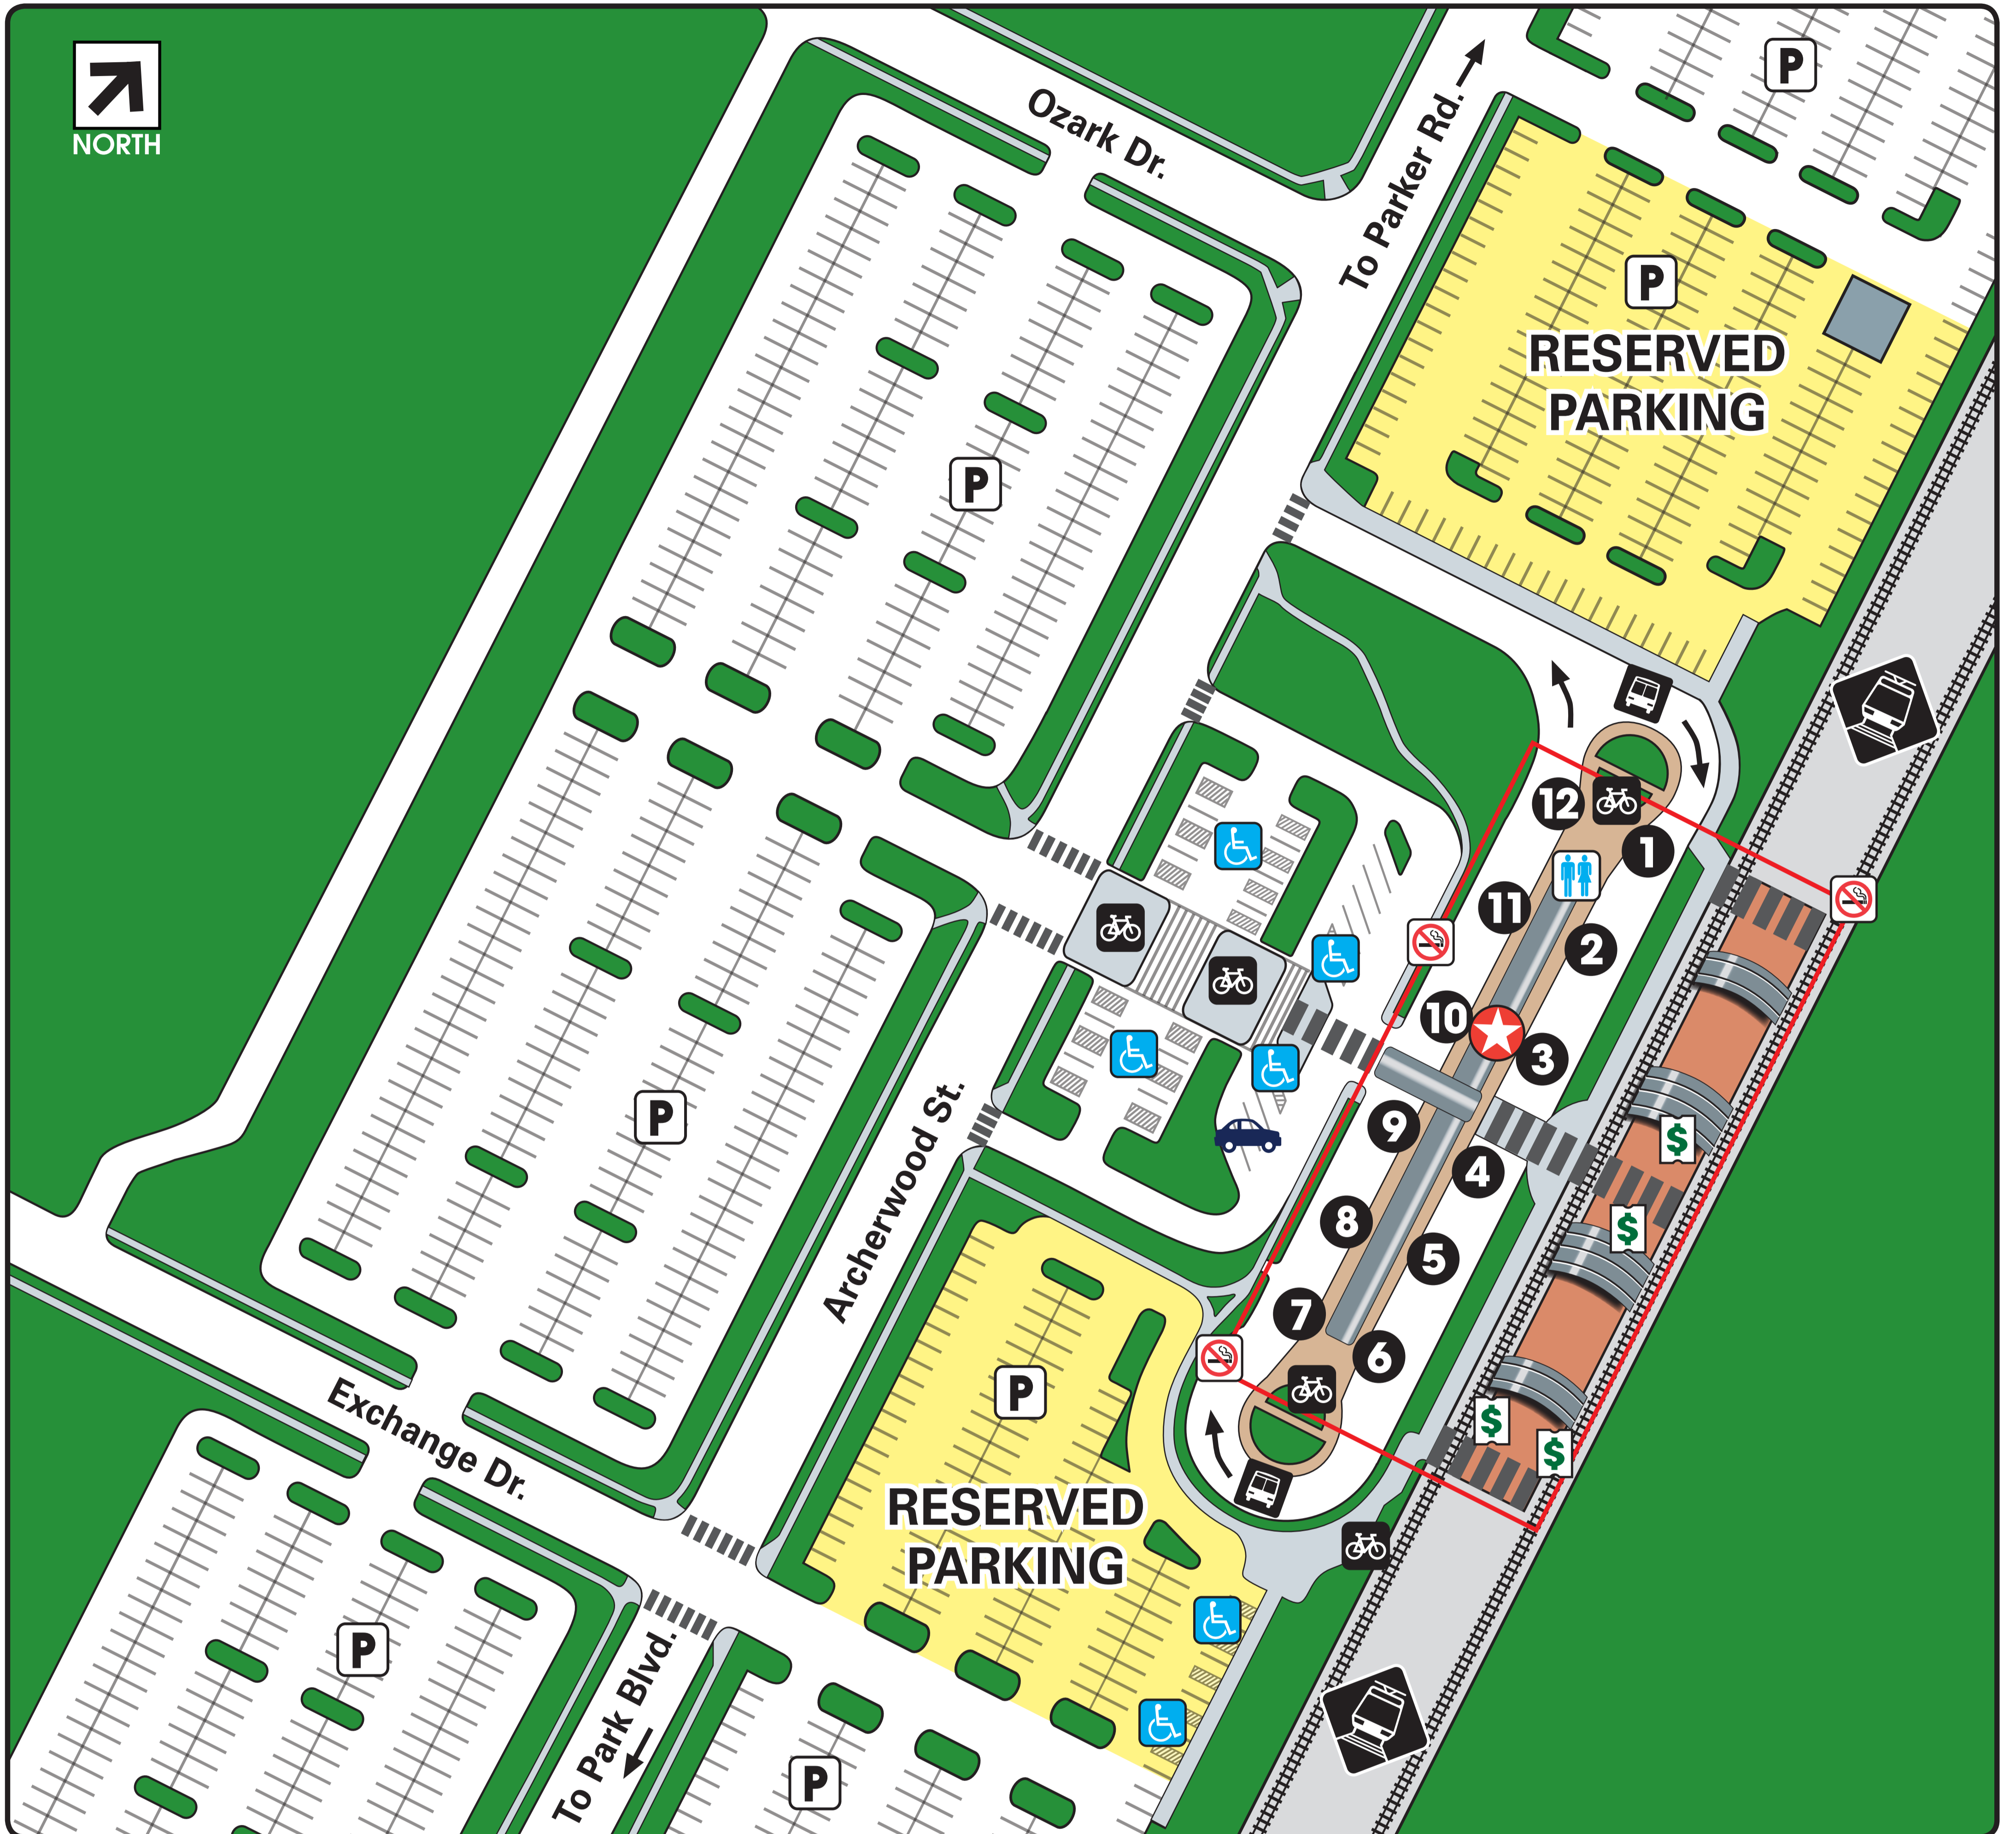 NORTH
Ozark Dr.
To Parker Rd.
P
P
RESERVED
PARKING
P
12
1
11
2
10
3
9
4
P
8
5
7
6
Archerwood St.
$
$
$
$
P
Exchange Dr.
RESERVED
PARKING
P
To Park Blvd.
P